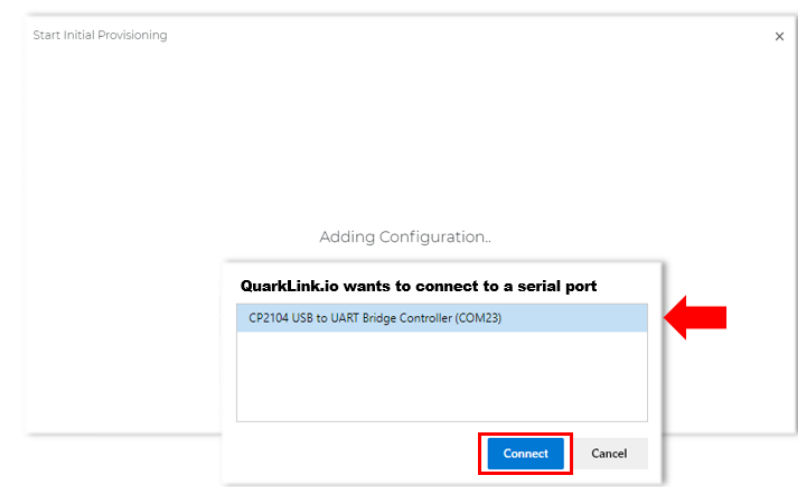 Start Initial Provisioning
×
Adding Configuration..
QuarkLink.io wants to connect to a serial port
CP2104 USB to UART Bridge Controller (COM23)
Connect
Cancel